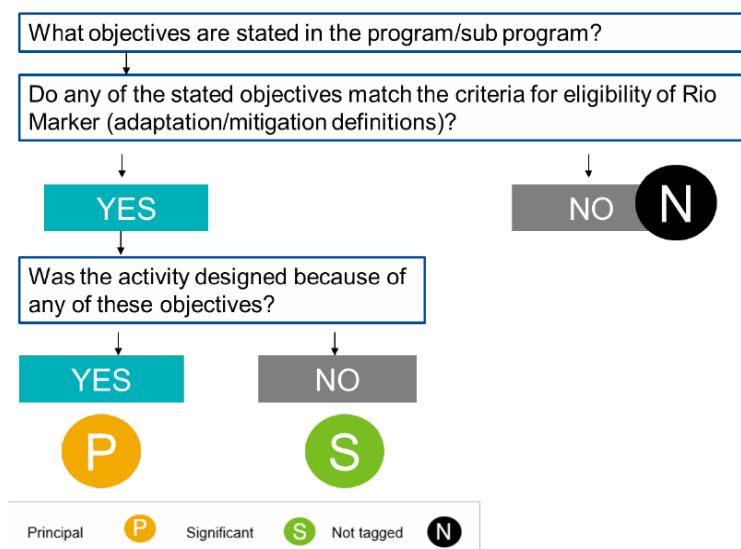 What objectives are stated in the program/sub program?
Do any of the stated objectives match the criteria for eligibility of Rio
Marker (adaptation/mitigation definitions)?
YES
NO
N
Was the activity designed because of
any of these objectives?
YES
NO
P
S
Principal P Significant S Not tagged N